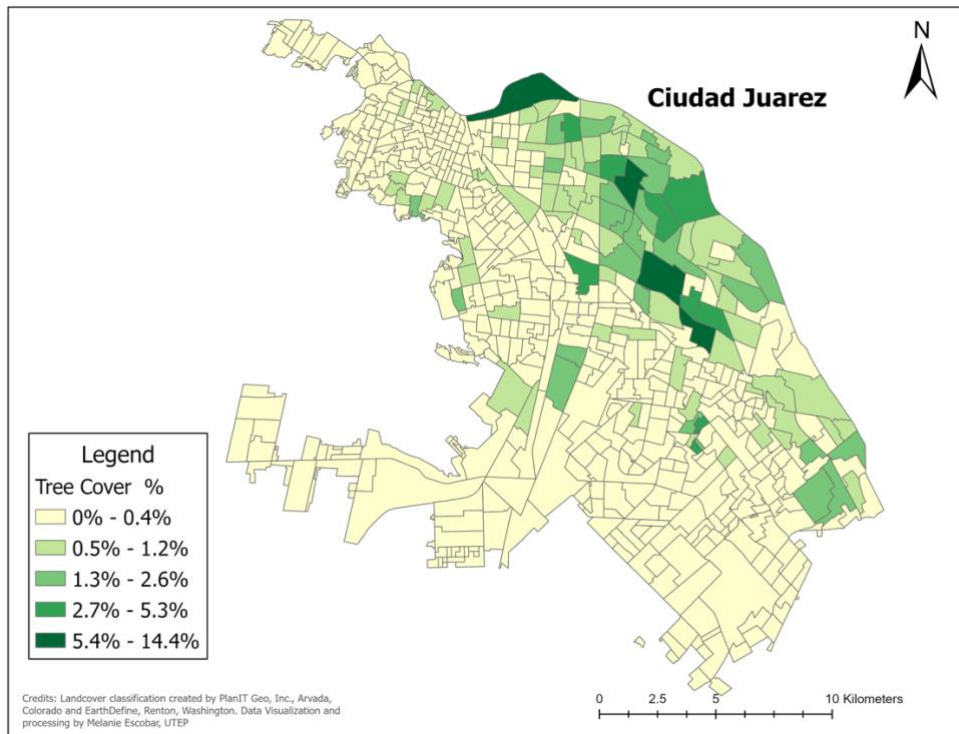 N
Ciudad Juarez
Legend
Tree Cover %
0% - 0.4%
0.5% - 1.2%
1.3% - 2.6%
2.7% - 5.3%
5.4% - 14.4%
Credits: Landcover classification created by PlanIT Geo, Inc., Arvada,
Colorado and EarthDefine, Renton, Washington. Data Visualization and
processing by Melanie Escobar, UTEP
0 2.5 5 10 Kilometers